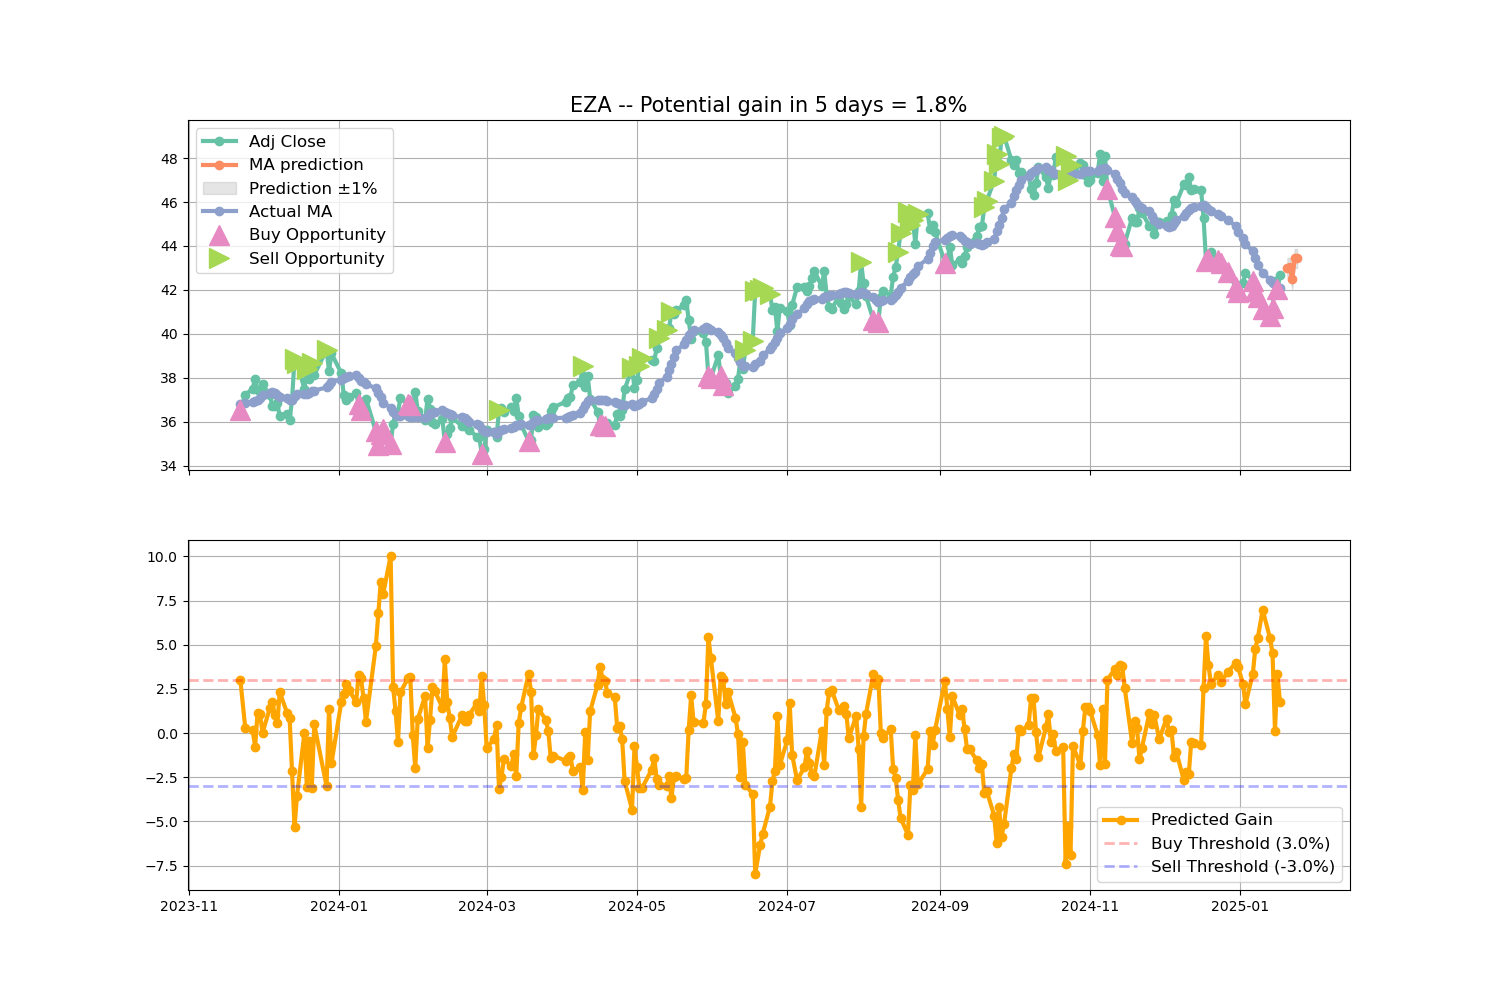 EZA -- Potential gain in 5 days = 1.8%
Adj Close
MA prediction
Prediction ±1%
Actual MA
Buy Opportunity
Sell Opportunity
48
46
44
42
40
38
36
34
10.0
7.5
5.0
2.5
0.0
−2.5
−5.0
−7.5
Predicted Gain
Buy Threshold (3.0%)
Sell Threshold (-3.0%)
2023-11
2024-01
2024-03
2024-05
2024-07
2024-09
2024-11
2025-01